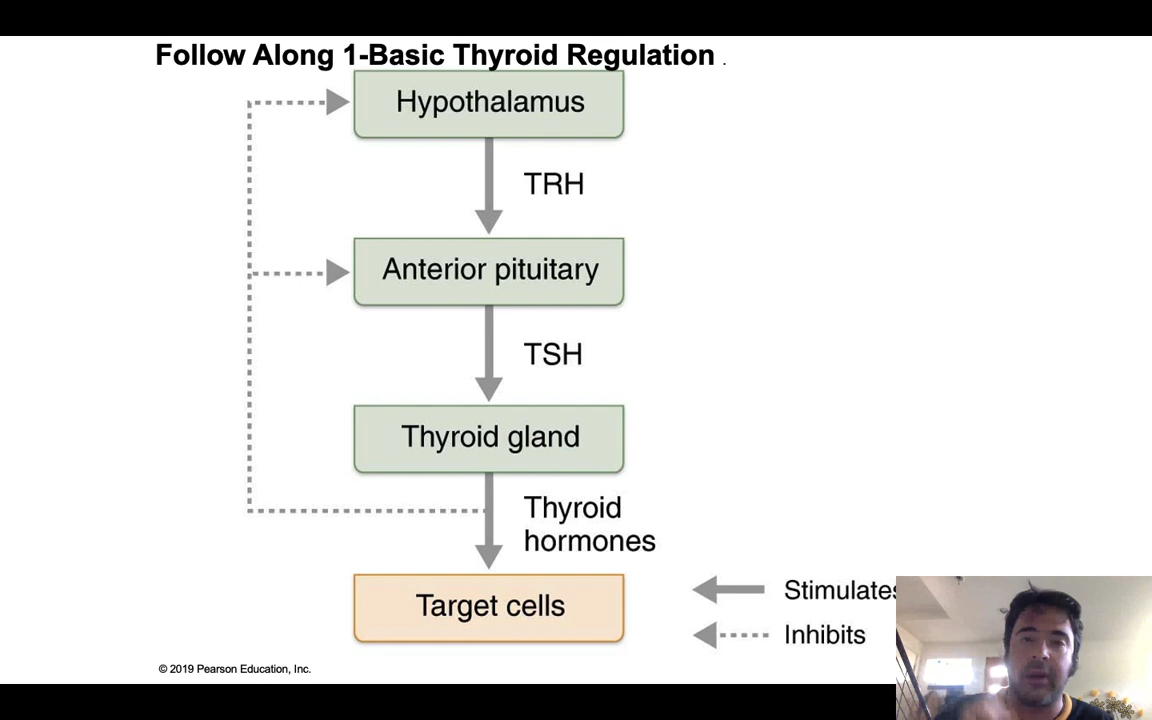 Follow Along 1-Basic Thyroid Regulation .
Hypothalamus
TRH
Anterior pituitary
TSH
Thyroid gland
Thyroid
hormones
Target cells
Stimulates
Inhibits
© 2019 Pearson Education, Inc.